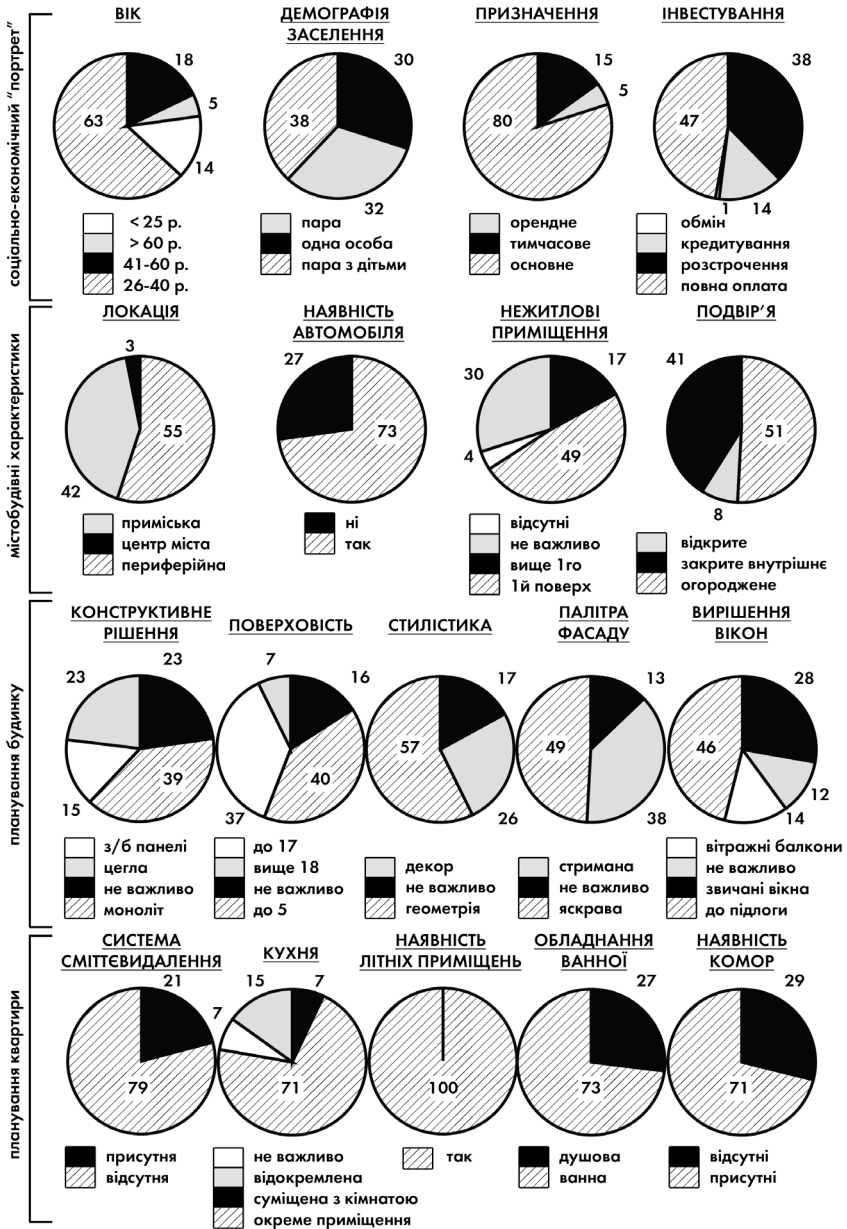 соціально-економічний "портрет"
ВІК
18
5
14
63
< 25 р.
> 60 р.
41-60 р.
26-40 р.
ДЕМОГРАФІЯ
ЗАСЕЛЕННЯ
30
38
32
пара
одна особа
пара з дітьми
ПРИЗНАЧЕННЯ
15
5
80
орендне
тимчасове
основне
ІНВЕСТУВАННЯ
38
47
1
14
обмін
кредитування
розстрочення
повна оплата
містобудівні характеристики
ЛОКАЦІЯ
3
55
42
приміська
центр міста
периферійна
НАЯВНІСТЬ
АВТОМОБІЛЯ
27
73
ні
так
НЕЖИТЛОВІ
ПРИМІЩЕННЯ
30
17
4
49
відсутні
не важливо
вище 1го
1й поверх
ПОДВІР’Я
41
51
8
відкрите
закрите внутрішнє
огороджене
планування будинку
КОНСТРУКТИВНЕ
РІШЕННЯ
23
23
39
15
з/б панелі
цегла
не важливо
моноліт
ПОВЕРХОВІСТЬ
7
16
40
37
до 17
вище 18
не важливо
до 5
СТИЛІСТИКА
17
57
26
декор
не важливо
геометрія
ПАЛІТРА
ФАСАДУ
13
49
38
стримана
не важливо
яскрава
ВИРІШЕННЯ
ВІКОН
28
46
12
14
вітражні балкони
не важливо
звичані вікна
до підлоги
планування квартири
СИСТЕМА
СМІТТЄВИДАЛЕННЯ
21
79
присутня
відсутня
КУХНЯ
15
7
7
71
не важливо
відокремлена
суміщена з кімнатою
окреме приміщення
НАЯВНІСТЬ
ЛІТНІХ ПРИМІЩЕНЬ
100
так
ОБЛАДНАННЯ
ВАННОЇ
27
73
душова
ванна
НАЯВНІСТЬ
КОМОР
29
71
відсутні
присутні